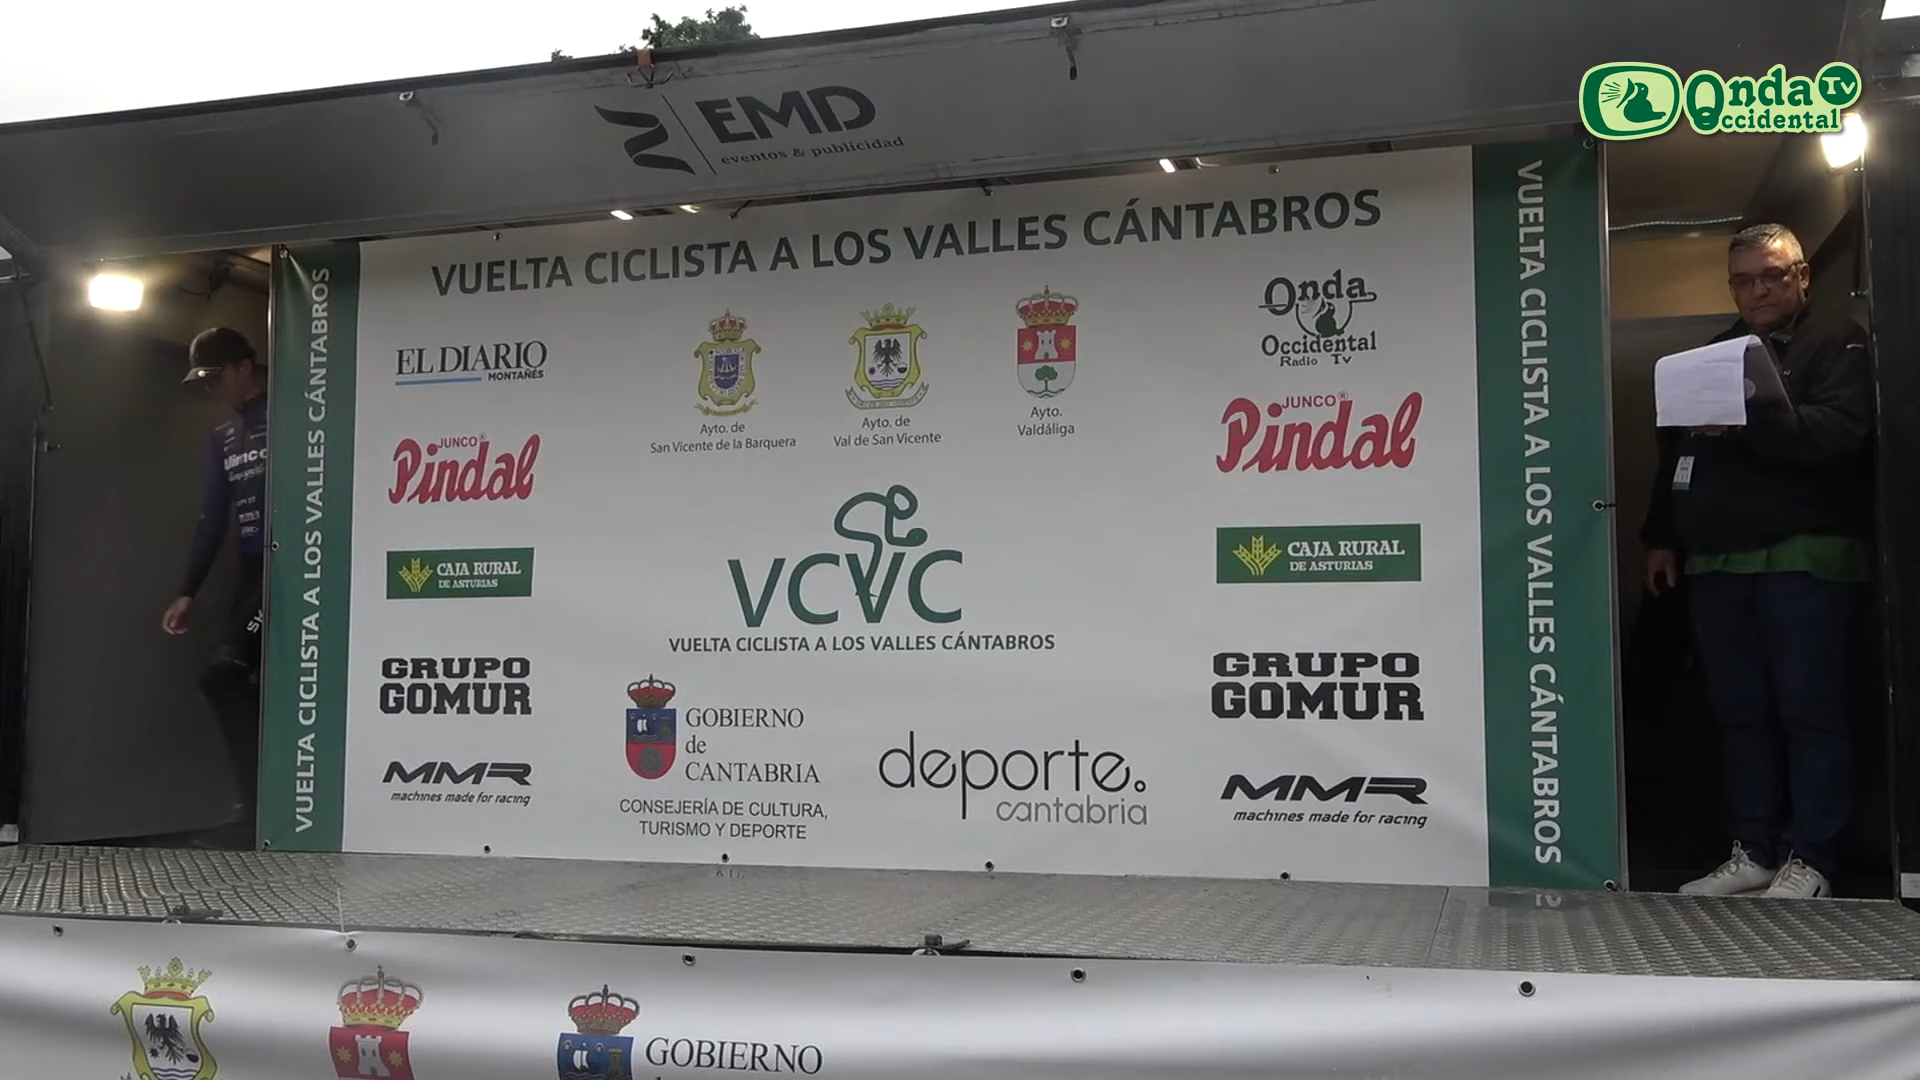 Onda Tv
Occidental
EMD
eventos & publicidad
VUELTA CICLISTA A LOS VALLES CÁNTABROS
VUELTA CICLISTA A LOS VALLES CÁNTABROS
VUELTA CICLISTA A LOS VALLES CÁNTABROS
EL DIARIO
MONTAÑÉS
Ayto. de
San Vicente de la Barquera
Ayto. de
Val de San Vicente
Ayto.
Valdáliga
Onda
Occidental
Radio Tv
JUNCO®
Pindal
JUNCO®
Pindal
CAJA RURAL
DE ASTURIAS
CAJA RURAL
DE ASTURIAS
VCVC
VUELTA CICLISTA A LOS VALLES CÁNTABROS
GRUPO
GOMUR
GRUPO
GOMUR
MMR
machines made for racing
MMR
machines made for racing
GOBIERNO
de
CANTABRIA
CONSEJERÍA DE CULTURA,
TURISMO Y DEPORTE
deporte.
cantabria
GOBIERNO